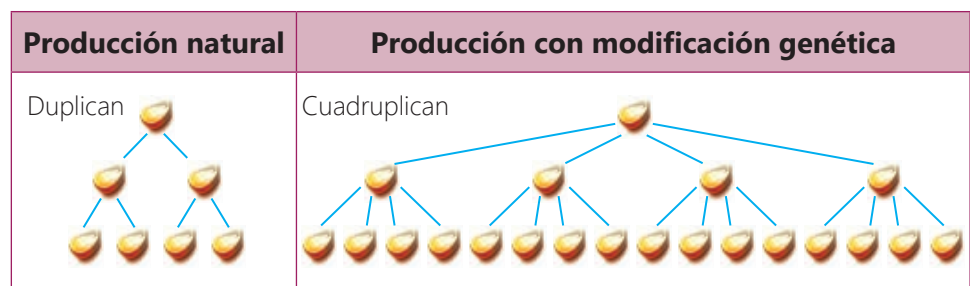 Producción natural
Producción con modificación genética
Duplican
Cuadruplican